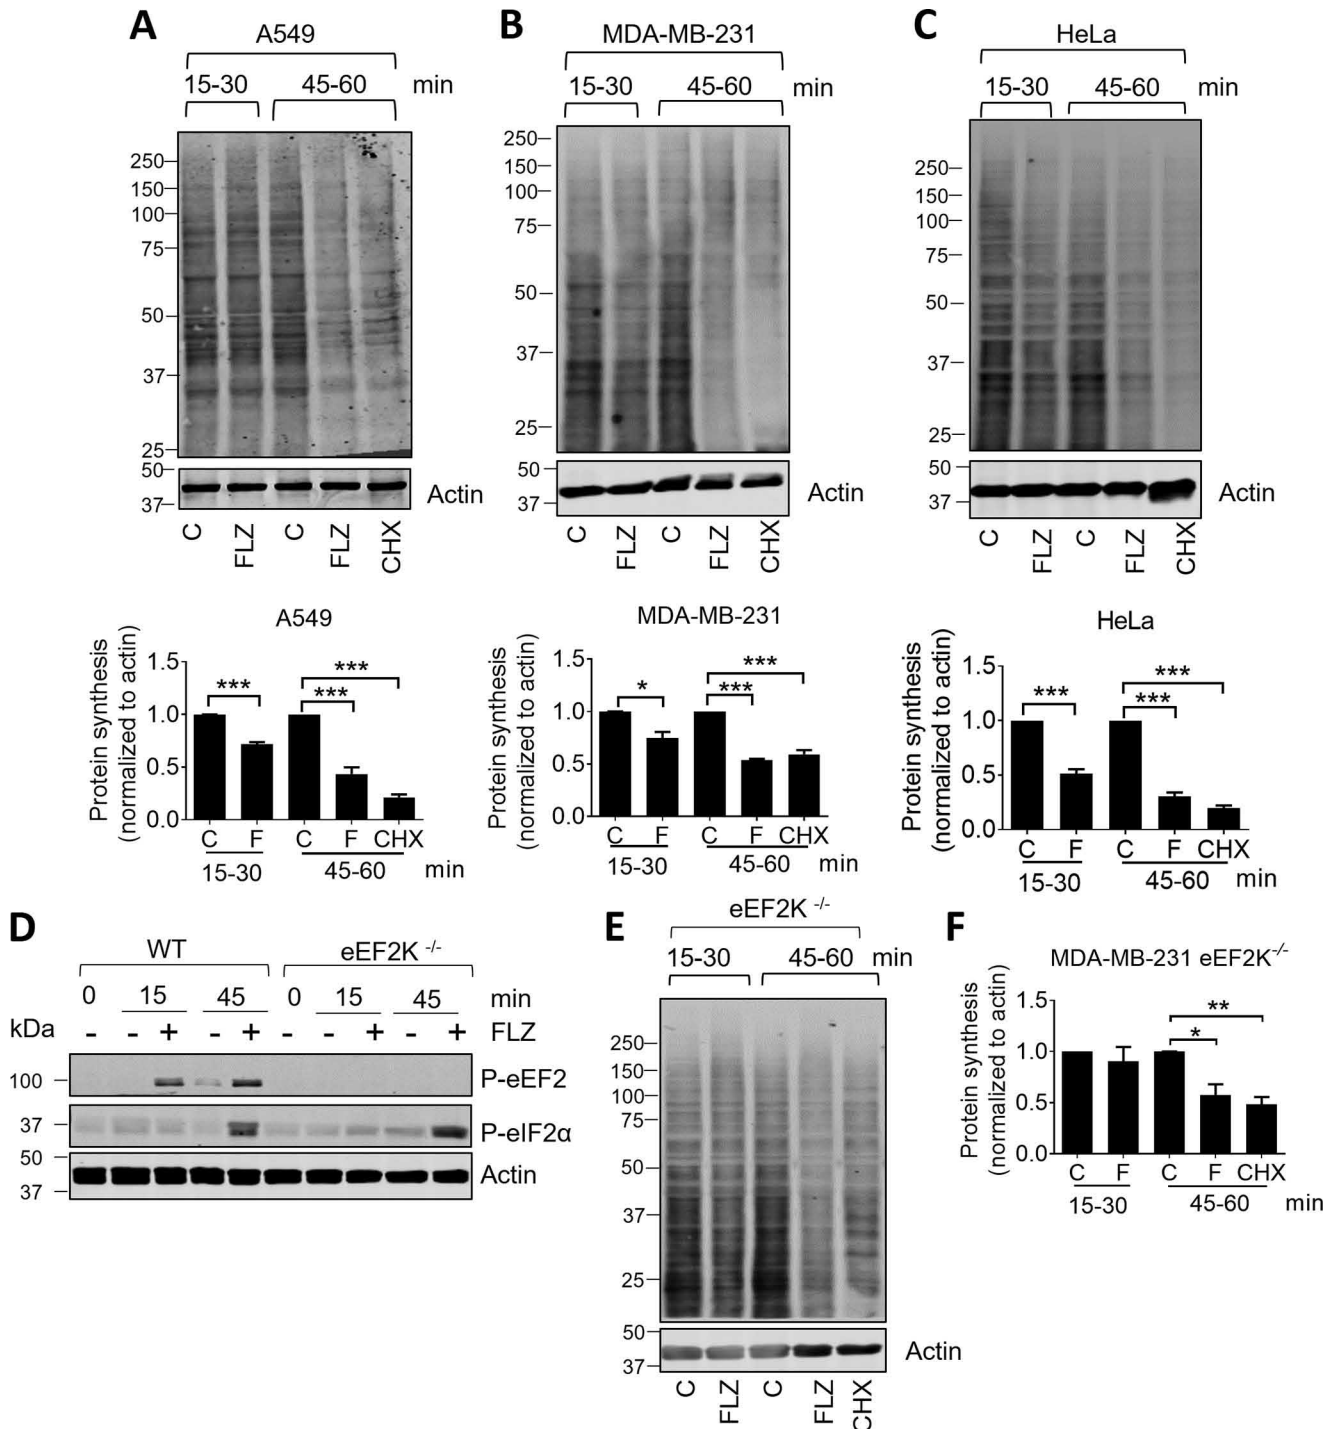 A
A549
15-30 45-60 min
250
150
100
75
50
37
25
50
37
Actin
C FLZ C FLZ CHX
B
MDA-MB-231
15-30 45-60 min
250
150
100
75
50
37
25
50
37
Actin
C FLZ C FLZ CHX
C
HeLa
15-30 45-60 min
250
150
100
75
50
37
25
50
37
Actin
C FLZ C FLZ CHX
A549
Protein synthesis
(normalized to actin)
1.5
1.0
0.5
0.0
*** *** ***
C F C F CHX
15-30 45-60 min
MDA-MB-231
Protein synthesis
(normalized to actin)
1.5
1.0
0.5
0.0
* *** ***
C F C F CHX
15-30 45-60 min
HeLa
Protein synthesis
(normalized to actin)
1.5
1.0
0.5
0.0
*** *** ***
C F C F CHX
15-30 45-60 min
D
WT eEF2K -/-
0 15 45 0 15 45 min
kDa - - + - + - - + - + FLZ
100 P-eEF2
37 P-eIF2α
50
37
Actin
E
eEF2K -/-
15-30 45-60 min
250
150
100
75
50
37
25
50
37
Actin
C FLZ C FLZ CHX
F
MDA-MB-231 eEF2K-/-
Protein synthesis
(normalized to actin)
1.5
1.0
0.5
0.0
* **
C F C F CHX
15-30 45-60 min